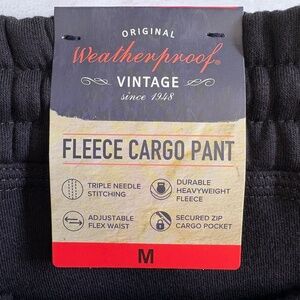 ORIGINAL
Weatherproof®
VINTAGE
since 1948
FLEECE CARGO PANT
TRIPLE NEEDLE
STITCHING
DURABLE
HEAVYWEIGHT
FLEECE
ADJUSTABLE
FLEX WAIST
SECURED ZIP
CARGO POCKET
M